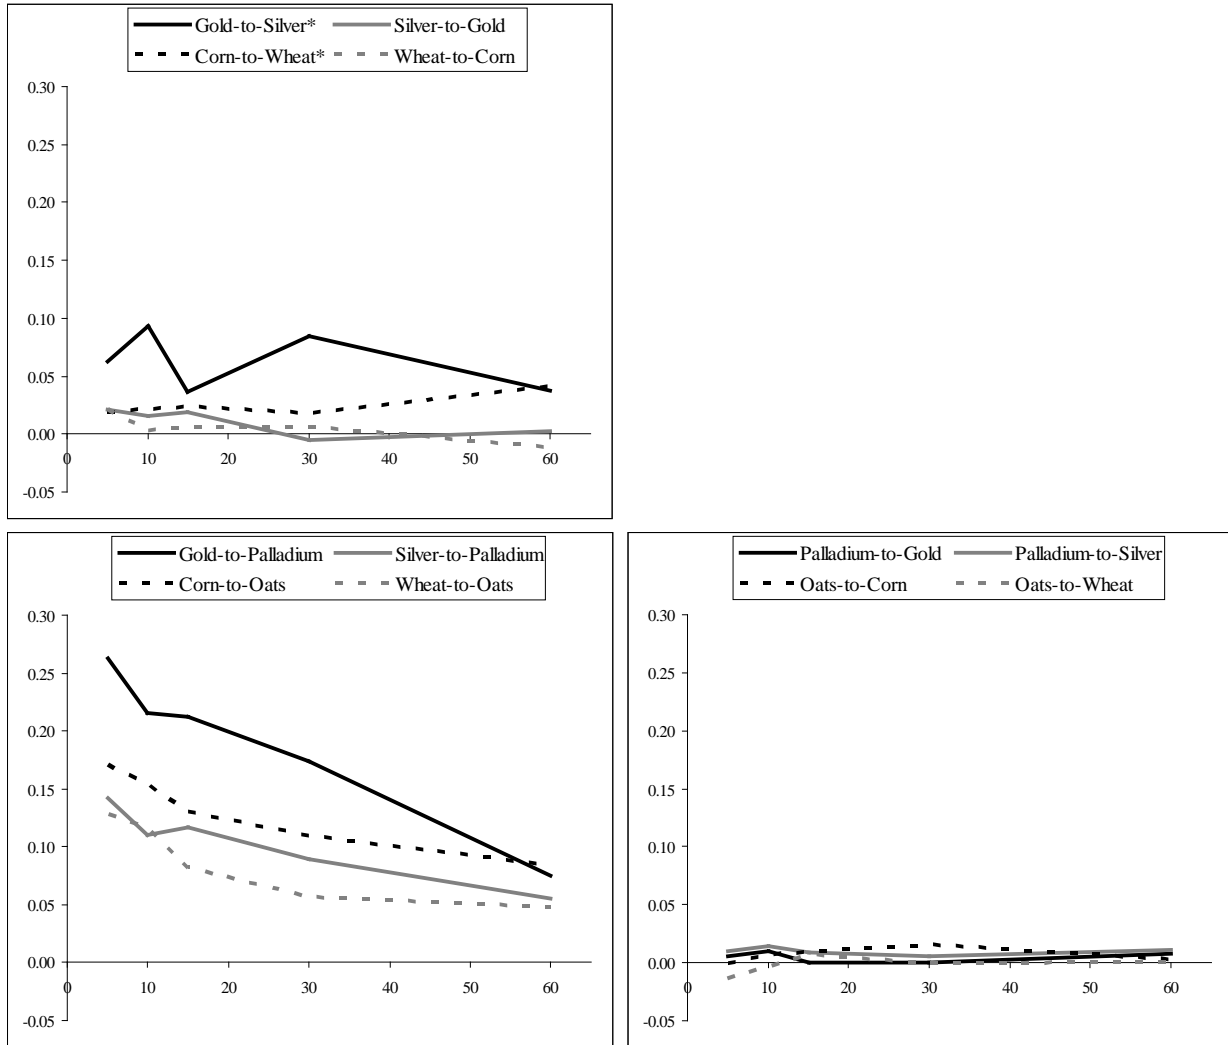 Gold-to-Silver* Silver-to-Gold
Corn-to-Wheat* Wheat-to-Corn
0.30
0.25
0.20
0.15
0.10
0.05
0.00
0 10 20 30 40 50 60
-0.05
Gold-to-Palladium Silver-to-Palladium
Corn-to-Oats Wheat-to-Oats
0.30
0.25
0.20
0.15
0.10
0.05
0.00
0 10 20 30 40 50 60
-0.05
Palladium-to-Gold Palladium-to-Silver
Oats-to-Corn Oats-to-Wheat
0.30
0.25
0.20
0.15
0.10
0.05
0.00
0 10 20 30 40 50 60
-0.05